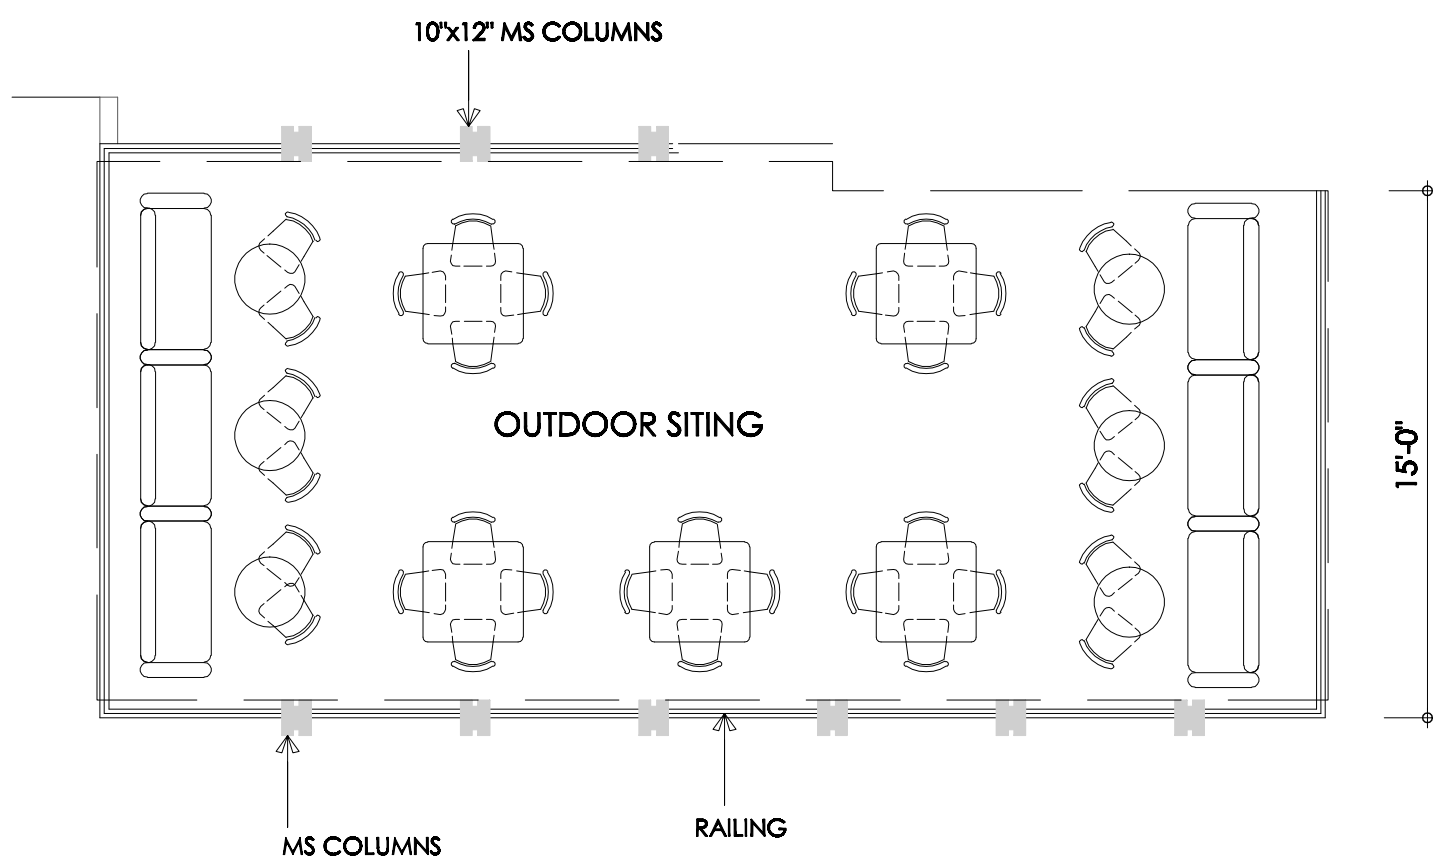 10"x12" MS COLUMNS
OUTDOOR SITING
15'-0"
RAILING
MS COLUMNS